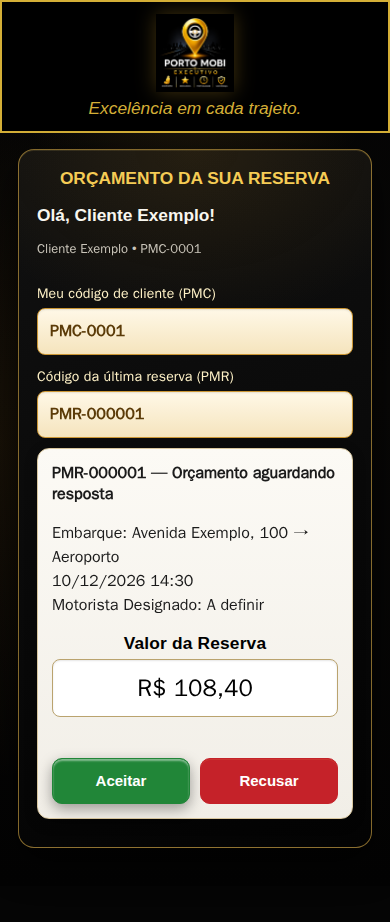 PORTO MOBI
EXECUTIVO
Excelência em cada trajeto.
ORÇAMENTO DA SUA RESERVA
Olá, Cliente Exemplo!
Cliente Exemplo • PMC-0001
Meu código de cliente (PMC)
PMC-0001
Código da última reserva (PMR)
PMR-000001
PMR-000001 — Orçamento aguardando
resposta
Embarque: Avenida Exemplo, 100 →
Aeroporto
10/12/2026 14:30
Motorista Designado: A definir
Valor da Reserva
R$ 108,40
Aceitar
Recusar